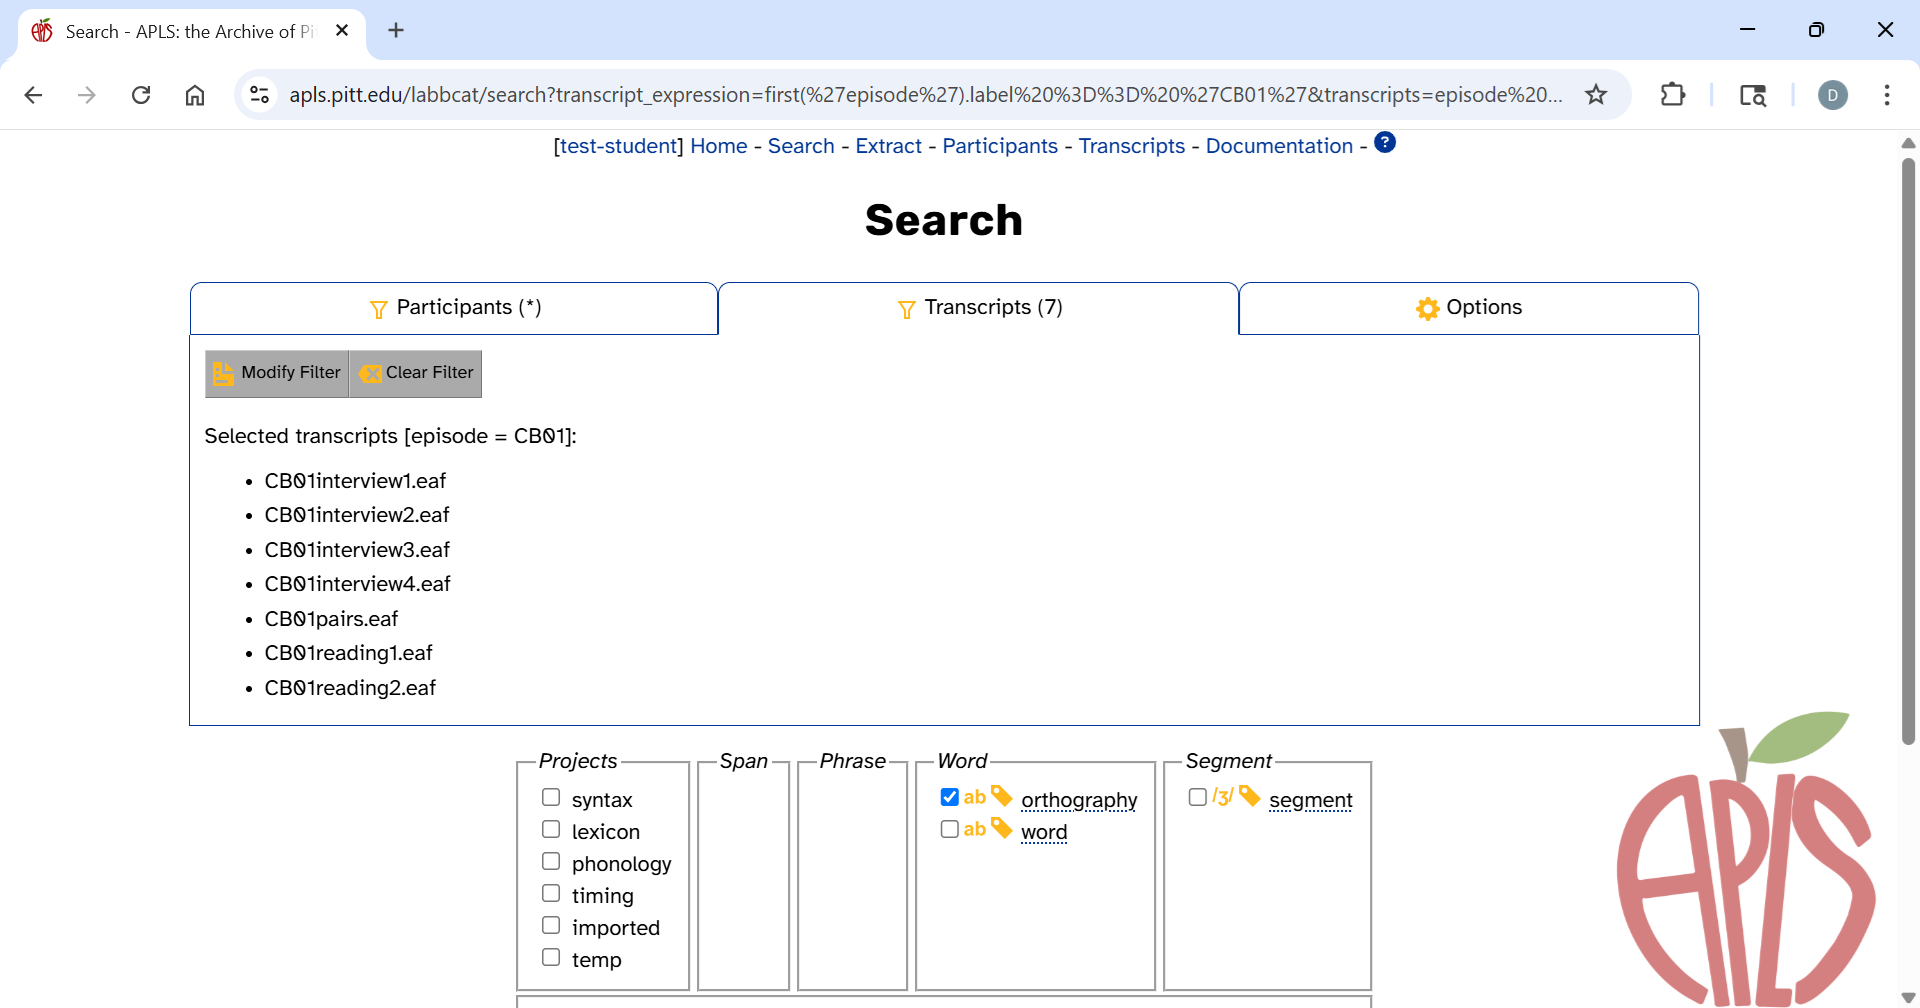 Search - APLS: the Archive of Pi
apls.pitt.edu/labbcat/search?transcript_expression=first(%27episode%27).label%20%3D%3D%20%27CB01%27&transcripts=episode%20...
D
[test-student] Home - Search - Extract - Participants - Transcripts - Documentation - ?
Search
Participants (*)
Transcripts (7)
Options
Modify Filter
Clear Filter
Selected transcripts [episode = CB01]:
• CB01interview1.eaf
• CB01interview2.eaf
• CB01interview3.eaf
• CB01interview4.eaf
• CB01pairs.eaf
• CB01reading1.eaf
• CB01reading2.eaf
Projects
syntax
lexicon
phonology
timing
imported
temp
Span
Phrase
Word
ab orthography
ab word
Segment
/ʒ/ segment
APLS